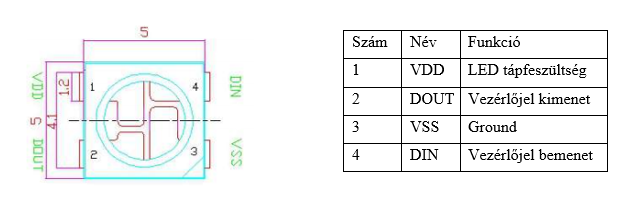 5
VDD
DIN
1
4
1.2
5
4.1
DOUT
VSS
2
3
Szám Név Funkció
1 VDD LED tápfeszültség
2 DOUT Vezérlőjel kimenet
3 VSS Ground
4 DIN Vezérlőjel bemenet